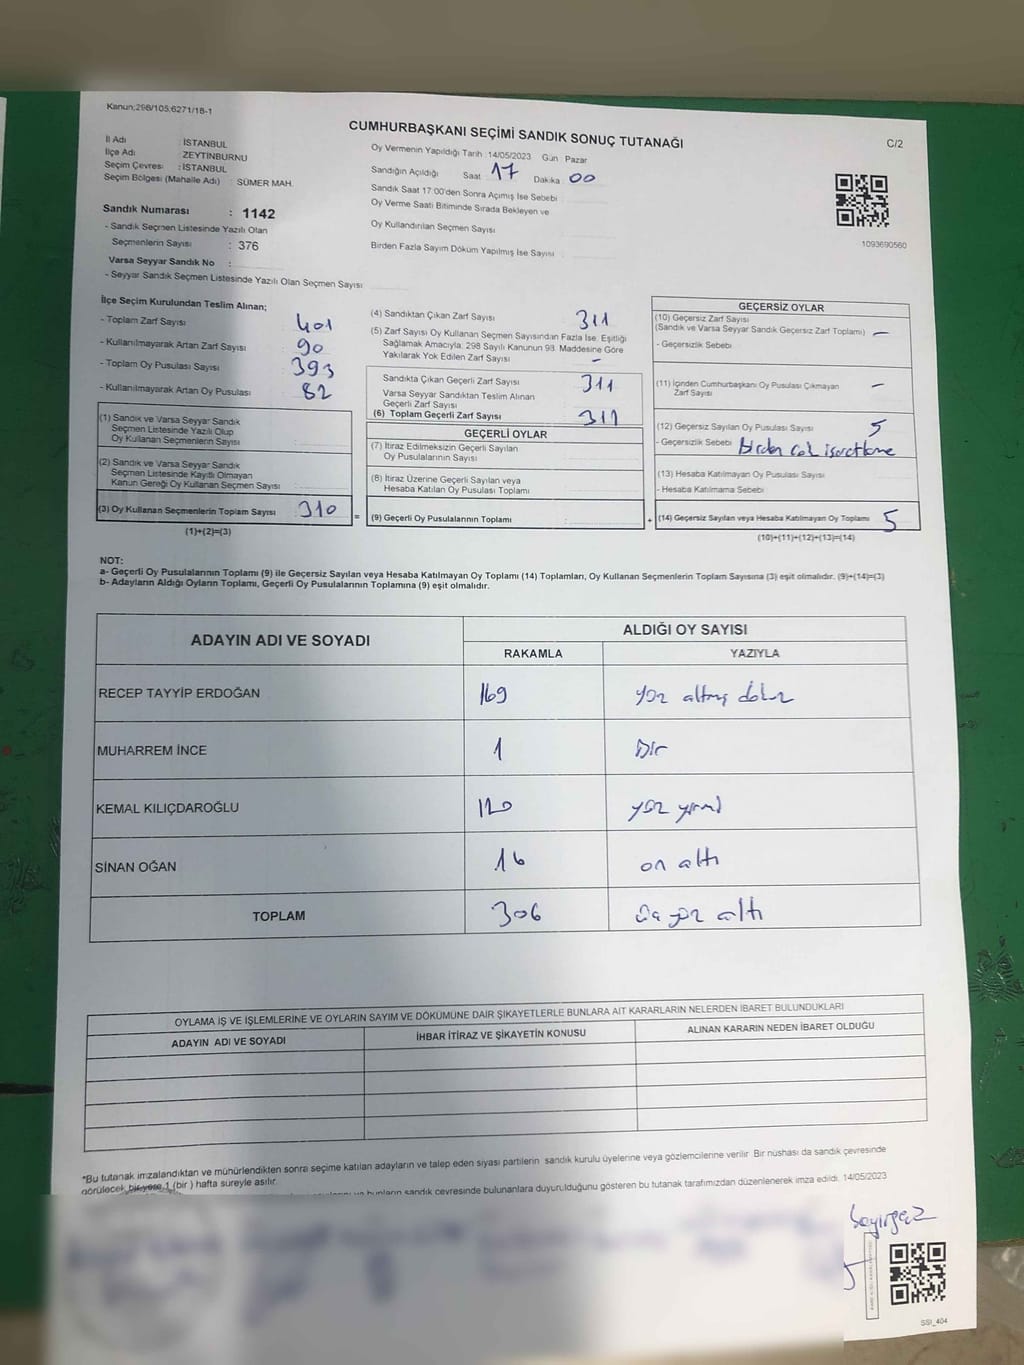 Kanun;298/105,6271/18-1
CUMHURBAŞKANI SEÇİMİ SANDIK SONUÇ TUTANAĞI
C/2
İl Adı : İSTANBUL
İlçe Adı : ZEYTİNBURNU
Seçim Çevresi : İSTANBUL
Seçim Bölgesi (Mahalle Adı) : SÜMER MAH.
Sandık Numarası : 1142
- Sandık Seçmen Listesinde Yazılı Olan
Seçmenlerin Sayısı : 376
Varsa Seyyar Sandık No :
- Seyyar Sandık Seçmen Listesinde Yazılı Olan Seçmen Sayısı
Oy Vermenin Yapıldığı Tarih :14/05/2023 Gün : Pazar
Sandığın Açıldığı Saat : 17 Dakika : 00
Sandık Saat 17:00'den Sonra Açılmış İse Sebebi :
Oy Verme Saati Bitiminde Sırada Bekleyen ve
Oy Kullandırılan Seçmen Sayısı :
Birden Fazla Sayım Döküm Yapılmış İse Sayısı :
1093690560
İlçe Seçim Kurulundan Teslim Alınan;
- Toplam Zarf Sayısı : 401
- Kullanılmayarak Artan Zarf Sayısı : 90
- Toplam Oy Pusulası Sayısı : 393
- Kullanılmayarak Artan Oy Pusulası : 82
(1) Sandık ve Varsa Seyyar Sandık
Seçmen Listesinde Yazılı Olup
Oy Kullanan Seçmenlerin Sayısı :
(2) Sandık ve Varsa Seyyar Sandık
Seçmen Listesinde Kayıtlı Olmayan
Kanun Gereği Oy Kullanan Seçmen Sayısı :
(3) Oy Kullanan Seçmenlerin Toplam Sayısı : 310 =
(1)+(2)=(3)
(4) Sandıktan Çıkan Zarf Sayısı : 311
(5) Zarf Sayısı Oy Kullanan Seçmen Sayısından Fazla İse, Eşitliği
Sağlamak Amacıyla, 298 Sayılı Kanunun 98. Maddesine Göre
Yakılarak Yok Edilen Zarf Sayısı : –
Sandıkta Çıkan Geçerli Zarf Sayısı : 311
Varsa Seyyar Sandıktan Teslim Alınan
Geçerli Zarf Sayısı :
(6) Toplam Geçerli Zarf Sayısı : 311
GEÇERLİ OYLAR
(7) İtiraz Edilmeksizin Geçerli Sayılan
Oy Pusulalarının Sayısı :
(8) İtiraz Üzerine Geçerli Sayılan veya
Hesaba Katılan Oy Pusulası Toplamı :
(9) Geçerli Oy Pusulalarının Toplamı : +
GEÇERSİZ OYLAR
(10) Geçersiz Zarf Sayısı
(Sandık ve Varsa Seyyar Sandık Geçersiz Zarf Toplamı) : –
- Geçersizlik Sebebi :
(11) İçinden Cumhurbaşkanı Oy Pusulası Çıkmayan
Zarf Sayısı : –
(12) Geçersiz Sayılan Oy Pusulası Sayısı : 5
- Geçersizlik Sebebi : birden çok işaretleme
(13) Hesaba Katılmayan Oy Pusulası Sayısı :
- Hesaba Katılmama Sebebi :
(14) Geçersiz Sayılan veya Hesaba Katılmayan Oy Toplamı : 5
(10)+(11)+(12)+(13)=(14)
NOT:
a- Geçerli Oy Pusulalarının Toplamı (9) ile Geçersiz Sayılan veya Hesaba Katılmayan Oy Toplamı (14) Toplamları, Oy Kullanan Seçmenlerin Toplam Sayısına (3) eşit olmalıdır. (9)+(14)=(3)
b- Adayların Aldığı Oyların Toplamı, Geçerli Oy Pusulalarının Toplamına (9) eşit olmalıdır.
ADAYIN ADI VE SOYADI
ALDIĞI OY SAYISI
RAKAMLA YAZIYLA
RECEP TAYYİP ERDOĞAN 169 yüz altmış dokuz
MUHARREM İNCE 1 bir
KEMAL KILIÇDAROĞLU 120 yüz yirmi
SİNAN OĞAN 16 on altı
TOPLAM 306 üç yüz altı
OYLAMA İŞ VE İŞLEMLERİNE VE OYLARIN SAYIM VE DÖKÜMÜNE DAİR ŞİKAYETLERLE BUNLARA AİT KARARLARIN NELERDEN İBARET BULUNDUKLARI
ADAYIN ADI VE SOYADI İHBAR İTİRAZ VE ŞİKAYETİN KONUSU ALINAN KARARIN NEDEN İBARET OLDUĞU
*Bu tutanak imzalandıktan ve mühürlendikten sonra seçime katılan adayların ve talep eden siyasi partilerin sandık kurulu üyelerine veya gözlemcilerine verilir. Bir nüshası da sandık çevresinde
görülecek bir yere 1 (bir) hafta süreyle asılır.
bunların sandık çevresinde bulunanlara duyurulduğunu gösteren bu tutanak tarafımızdan düzenlenerek imza edildi. 14/05/2023
SSI_404